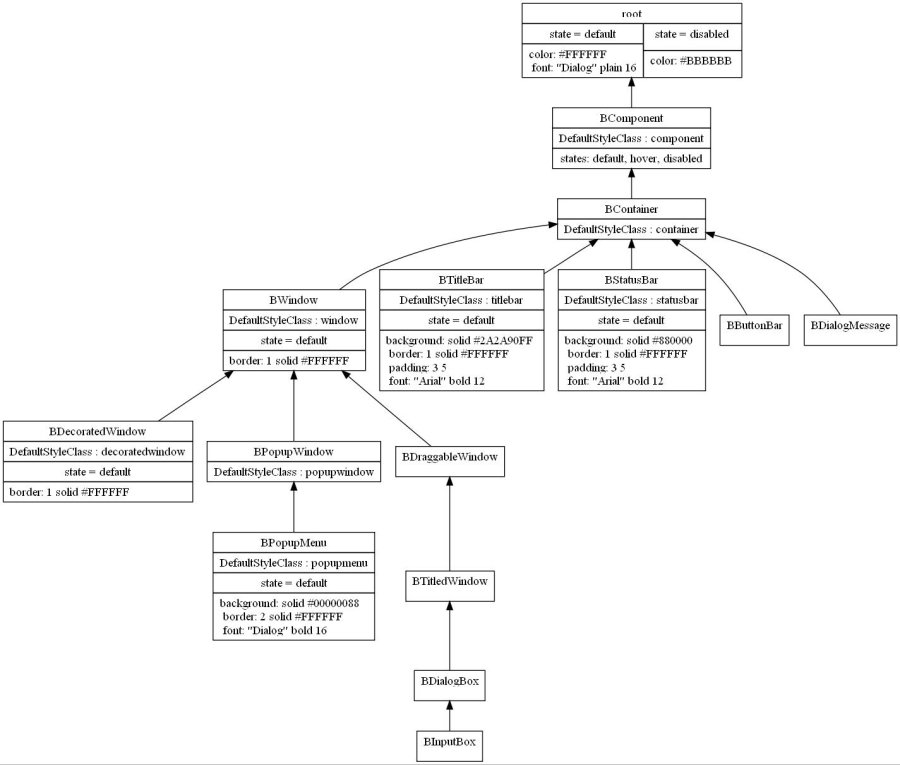 root
state = default
color: #FFFFFF
font: "Dialog" plain 16
state = disabled
color: #BBBBBB
BComponent
DefaultStyleClass : component
states: default, hover, disabled
BContainer
DefaultStyleClass : container
BWindow
DefaultStyleClass : window
state = default
border: 1 solid #FFFFFF
BTitleBar
DefaultStyleClass : titlebar
state = default
background: solid #2A2A90FF
border: 1 solid #FFFFFF
padding: 3 5
font: "Arial" bold 12
BStatusBar
DefaultStyleClass : statusbar
state = default
background: solid #880000
border: 1 solid #FFFFFF
padding: 3 5
font: "Arial" bold 12
BButtonBar
BDialogMessage
BDecoratedWindow
DefaultStyleClass : decoratedwindow
state = default
border: 1 solid #FFFFFF
BPopupWindow
DefaultStyleClass : popupwindow
BDraggableWindow
BPopupMenu
DefaultStyleClass : popupmenu
state = default
background: solid #00000088
border: 2 solid #FFFFFF
font: "Dialog" bold 16
BTitledWindow
BDialogBox
BInputBox